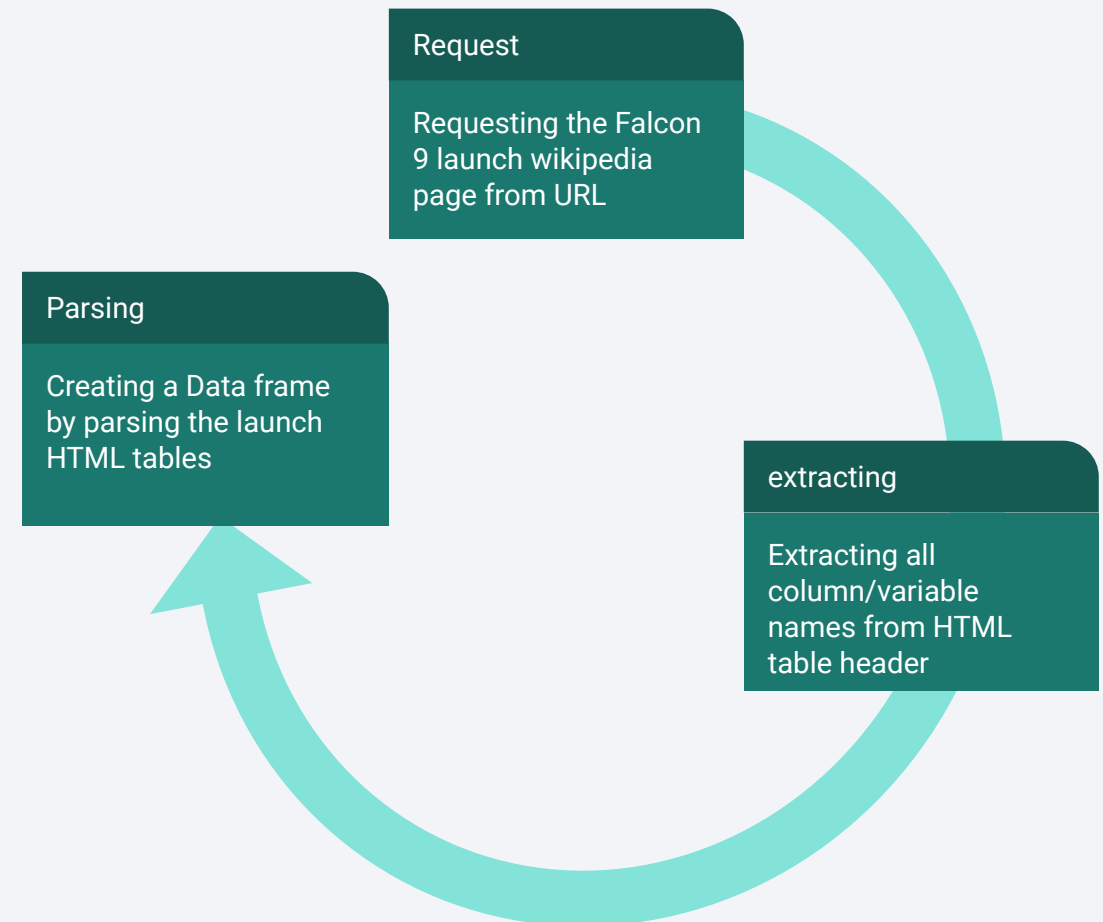 Request
Requesting the Falcon
9 launch wikipedia
page from URL
extracting
Extracting all
column/variable
names from HTML
table header
Parsing
Creating a Data frame
by parsing the launch
HTML tables